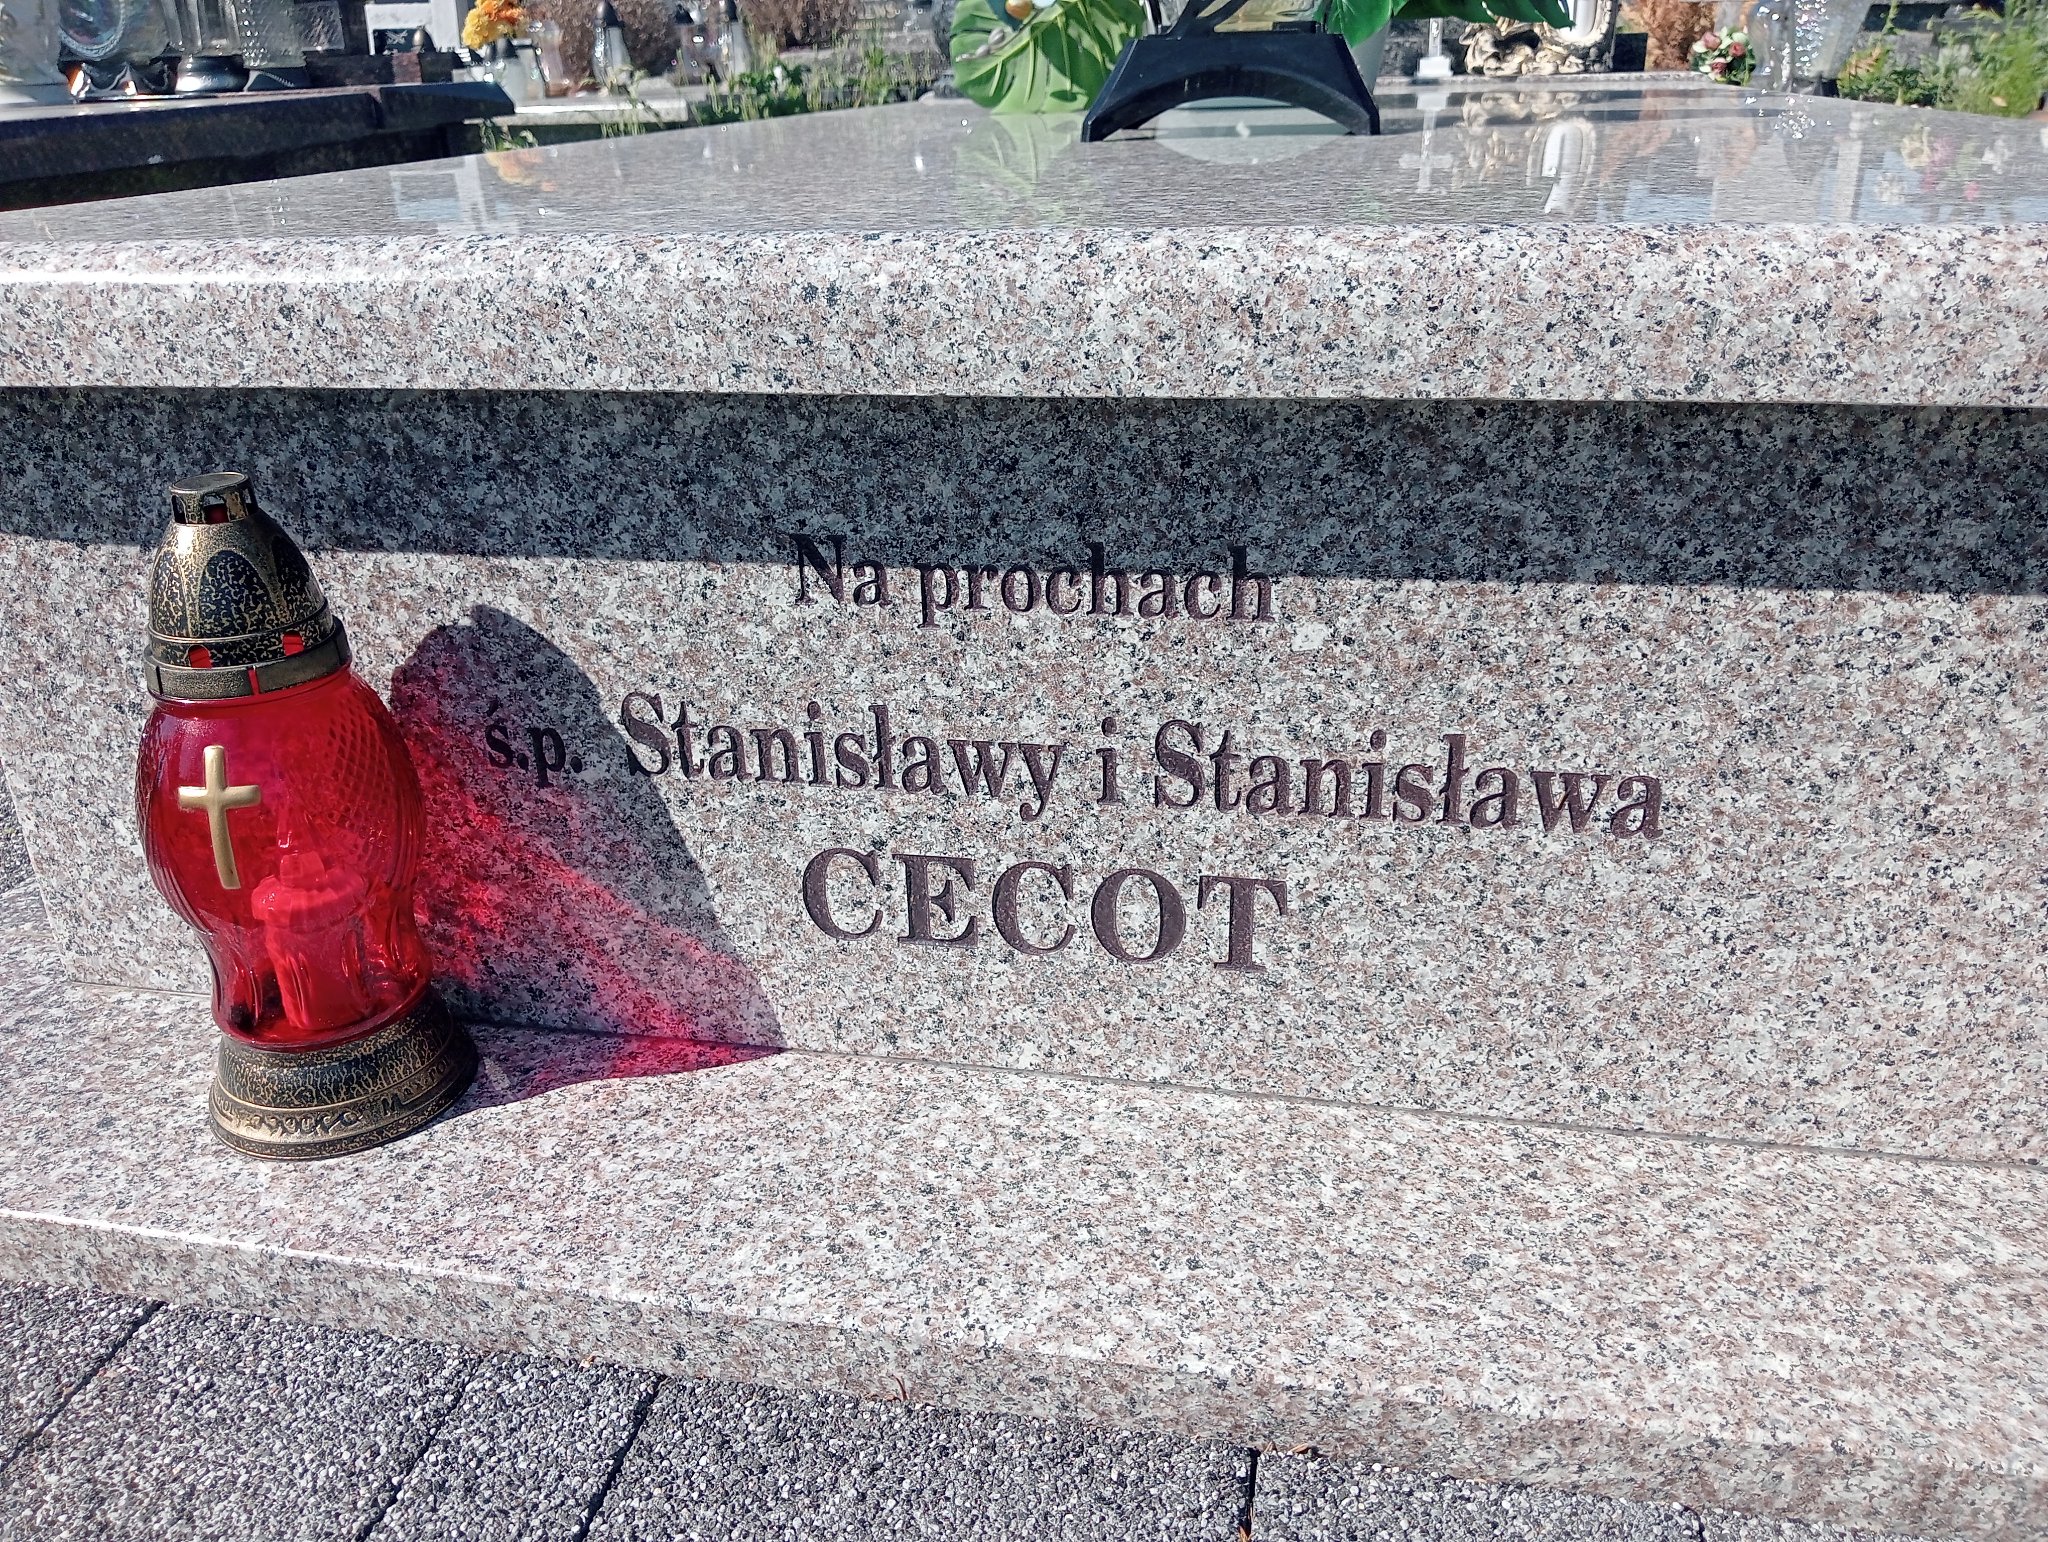 Na prochach
ś.p. Stanisławy i Stanisława
CECOT